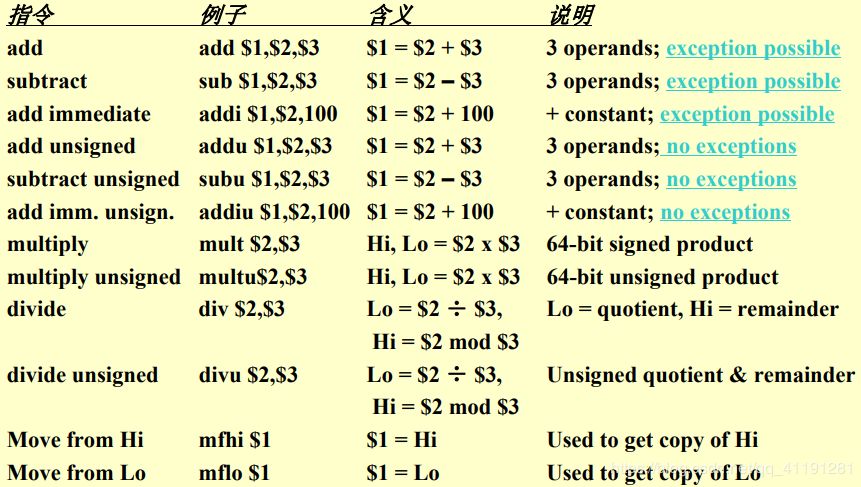 指令 例子 含义 说明
add add $1,$2,$3 $1 = $2 + $3 3 operands; exception possible
subtract sub $1,$2,$3 $1 = $2 – $3 3 operands; exception possible
add immediate addi $1,$2,100 $1 = $2 + 100 + constant; exception possible
add unsigned addu $1,$2,$3 $1 = $2 + $3 3 operands; no exceptions
subtract unsigned subu $1,$2,$3 $1 = $2 – $3 3 operands; no exceptions
add imm. unsign. addiu $1,$2,100 $1 = $2 + 100 + constant; no exceptions
multiply mult $2,$3 Hi, Lo = $2 x $3 64-bit signed product
multiply unsigned multu$2,$3 Hi, Lo = $2 x $3 64-bit unsigned product
divide div $2,$3 Lo = $2 ÷ $3, Lo = quotient, Hi = remainder
Hi = $2 mod $3
divide unsigned divu $2,$3 Lo = $2 ÷ $3, Unsigned quotient & remainder
Hi = $2 mod $3
Move from Hi mfhi $1 $1 = Hi Used to get copy of Hi
Move from Lo mflo $1 $1 = Lo Used to get copy of Lo